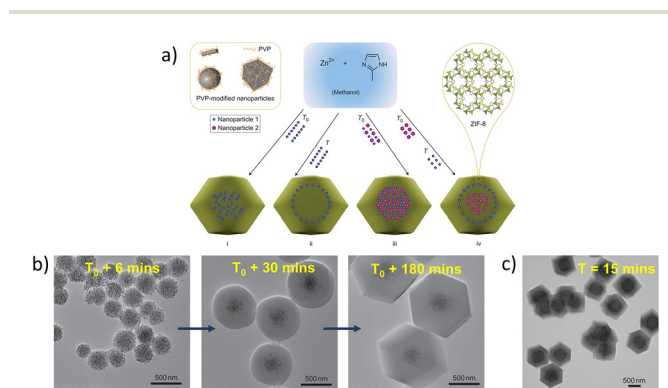 a)
PVP
PVP-modified nanoparticles
Zn²⁺ +
N NH
(Methanol)
ZIF-8
Nanoparticle 1
Nanoparticle 2
T₀
T
T₀
T₀
T
i
ii
iii
iv
b)
T₀ + 6 mins
500 nm
T₀ + 30 mins
500 nm
T₀ + 180 mins
500 nm
c)
T = 15 mins
500 nm